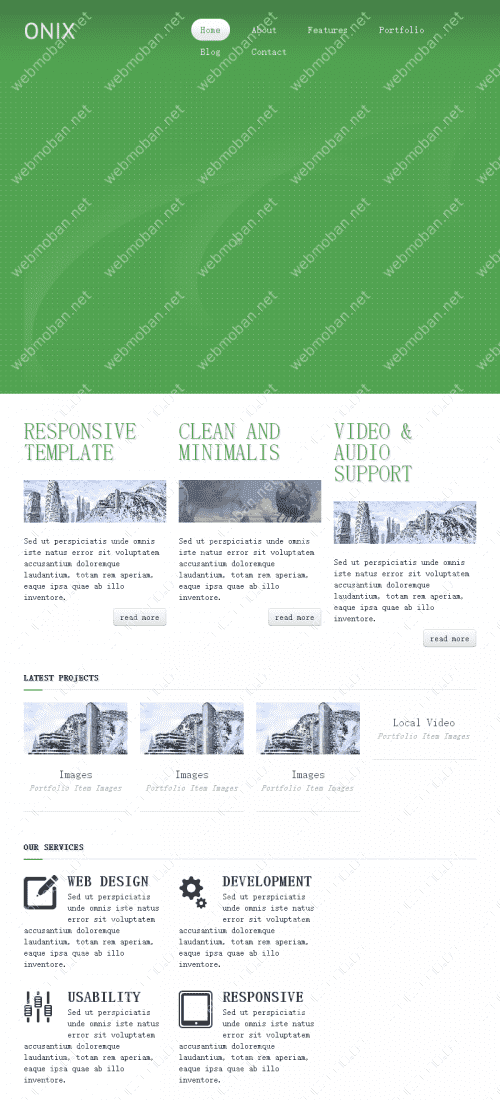 ONIX
Home About Features Portfolio
Blog Contact
webmoban.net
RESPONSIVE
TEMPLATE
Sed ut perspiciatis unde omnis
iste natus error sit voluptatem
accusantium doloremque
laudantium, totam rem aperiam,
eaque ipsa quae ab illo
inventore.
read more
CLEAN AND
MINIMALIS
Sed ut perspiciatis unde omnis
iste natus error sit voluptatem
accusantium doloremque
laudantium, totam rem aperiam,
eaque ipsa quae ab illo
inventore.
read more
VIDEO &
AUDIO
SUPPORT
Sed ut perspiciatis unde omnis
iste natus error sit voluptatem
accusantium doloremque
laudantium, totam rem aperiam,
eaque ipsa quae ab illo
inventore.
read more
LATEST PROJECTS
Images
Portfolio Item Images
Images
Portfolio Item Images
Images
Portfolio Item Images
Local Video
Portfolio Item Images
OUR SERVICES
WEB DESIGN
Sed ut perspiciatis
unde omnis iste natus
error sit voluptatem
accusantium doloremque
laudantium, totam rem aperiam,
eaque ipsa quae ab illo
inventore.
DEVELOPMENT
Sed ut perspiciatis
unde omnis iste natus
error sit voluptatem
accusantium doloremque
laudantium, totam rem aperiam,
eaque ipsa quae ab illo
inventore.
USABILITY
Sed ut perspiciatis
unde omnis iste natus
error sit voluptatem
accusantium doloremque
laudantium, totam rem aperiam,
eaque ipsa quae ab illo
inventore.
RESPONSIVE
Sed ut perspiciatis
unde omnis iste natus
error sit voluptatem
accusantium doloremque
laudantium, totam rem aperiam,
eaque ipsa quae ab illo
inventore.